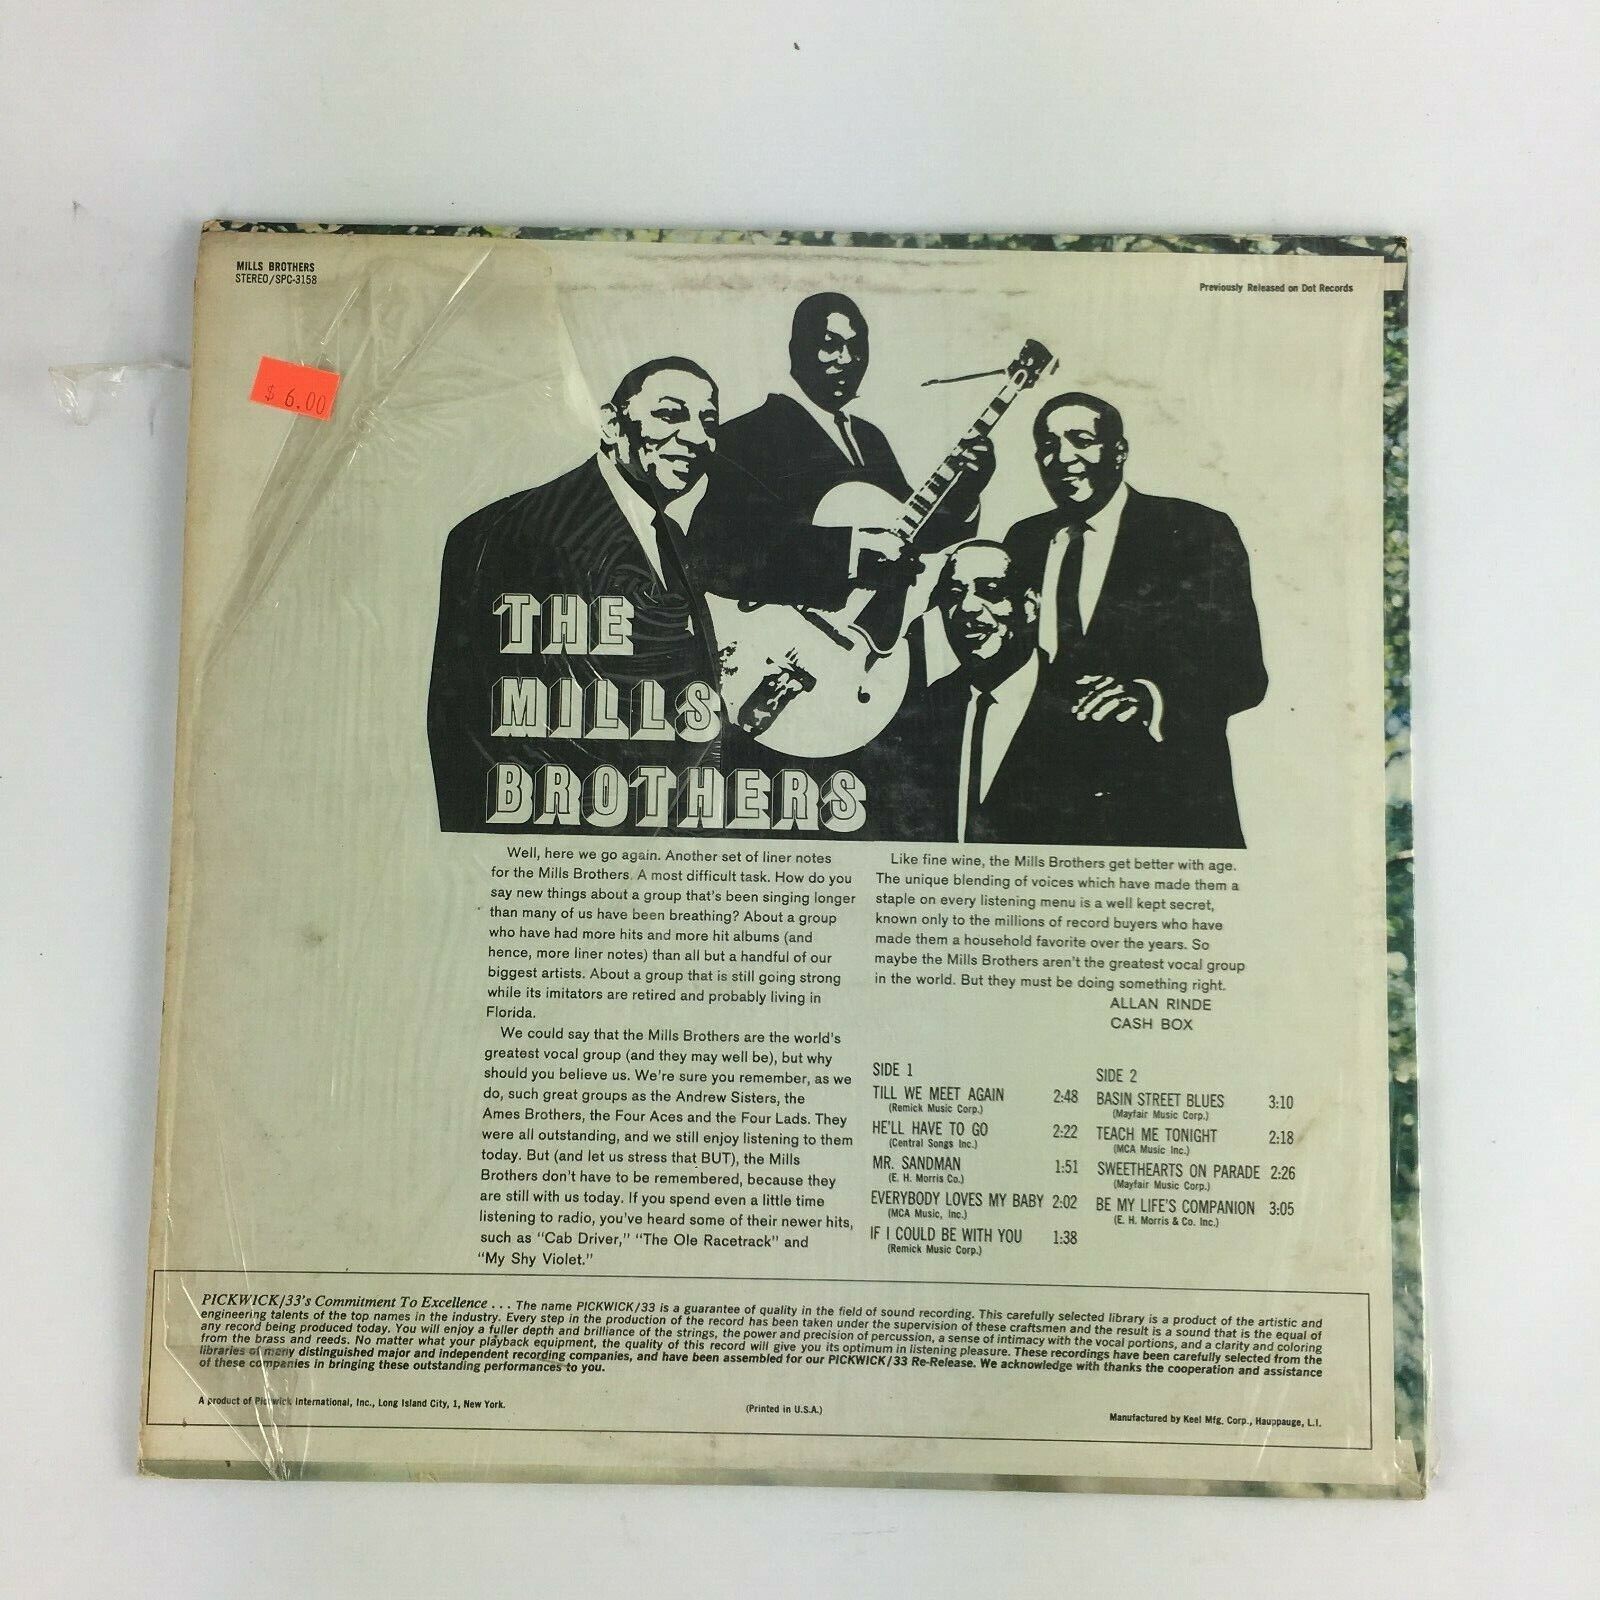 MILLS BROTHERS
STEREO/SPC-3158
Previously Released on Dot Records
$ 6.00
THE
MILLS
BROTHERS
Well, here we go again. Another set of liner notes
for the Mills Brothers. A most difficult task. How do you
say new things about a group that's been singing longer
than many of us have been breathing? About a group
who have had more hits and more hit albums (and
hence, more liner notes) than all but a handful of our
biggest artists. About a group that is still going strong
while its imitators are retired and probably living in
Florida.
We could say that the Mills Brothers are the world's
greatest vocal group (and they may well be), but why
should you believe us. We're sure you remember, as we
do, such great groups as the Andrew Sisters, the
Ames Brothers, the Four Aces and the Four Lads. They
were all outstanding, and we still enjoy listening to them
today. But (and let us stress that BUT), the Mills
Brothers don't have to be remembered, because they
are still with us today. If you spend even a little time
listening to radio, you've heard some of their newer hits,
such as "Cab Driver," "The Ole Racetrack" and
"My Shy Violet."
Like fine wine, the Mills Brothers get better with age.
The unique blending of voices which have made them a
staple on every listening menu is a well kept secret,
known only to the millions of record buyers who have
made them a household favorite over the years. So
maybe the Mills Brothers aren't the greatest vocal group
in the world. But they must be doing something right.
ALLAN RINDE
CASH BOX
SIDE 1
TILL WE MEET AGAIN 2:48
(Remick Music Corp.)
HE'LL HAVE TO GO 2:22
(Central Songs Inc.)
MR. SANDMAN 1:51
(E. H. Morris Co.)
EVERYBODY LOVES MY BABY 2:02
(MCA Music, Inc.)
IF I COULD BE WITH YOU 1:38
(Remick Music Corp.)
SIDE 2
BASIN STREET BLUES 3:10
(Mayfair Music Corp.)
TEACH ME TONIGHT 2:18
(MCA Music Inc.)
SWEETHEARTS ON PARADE 2:26
(Mayfair Music Corp.)
BE MY LIFE'S COMPANION 3:05
(E. H. Morris & Co. Inc.)
PICKWICK/33's Commitment To Excellence . . . The name PICKWICK/33 is a guarantee of quality in the field of sound recording. This carefully selected library is a product of the artistic and
engineering talents of the top names in the industry. Every step in the production of the record has been taken under the supervision of these craftsmen and the result is a sound that is the equal of
any record being produced today. You will enjoy a fuller depth and brilliance of the strings, the power and precision of percussion, a sense of intimacy with the vocal portions, and a clarity and coloring
from the brass and reeds. No matter what your playback equipment, the quality of this record will give you its optimum in listening pleasure. These recordings have been carefully selected from the
libraries of many distinguished major and independent recording companies, and have been assembled for our PICKWICK/33 Re-Release. We acknowledge with thanks the cooperation and assistance
of these companies in bringing these outstanding performances to you.
A product of Pickwick International, Inc., Long Island City, 1, New York.
(Printed in U.S.A.)
Manufactured by Keel Mfg. Corp., Hauppauge, L.I.